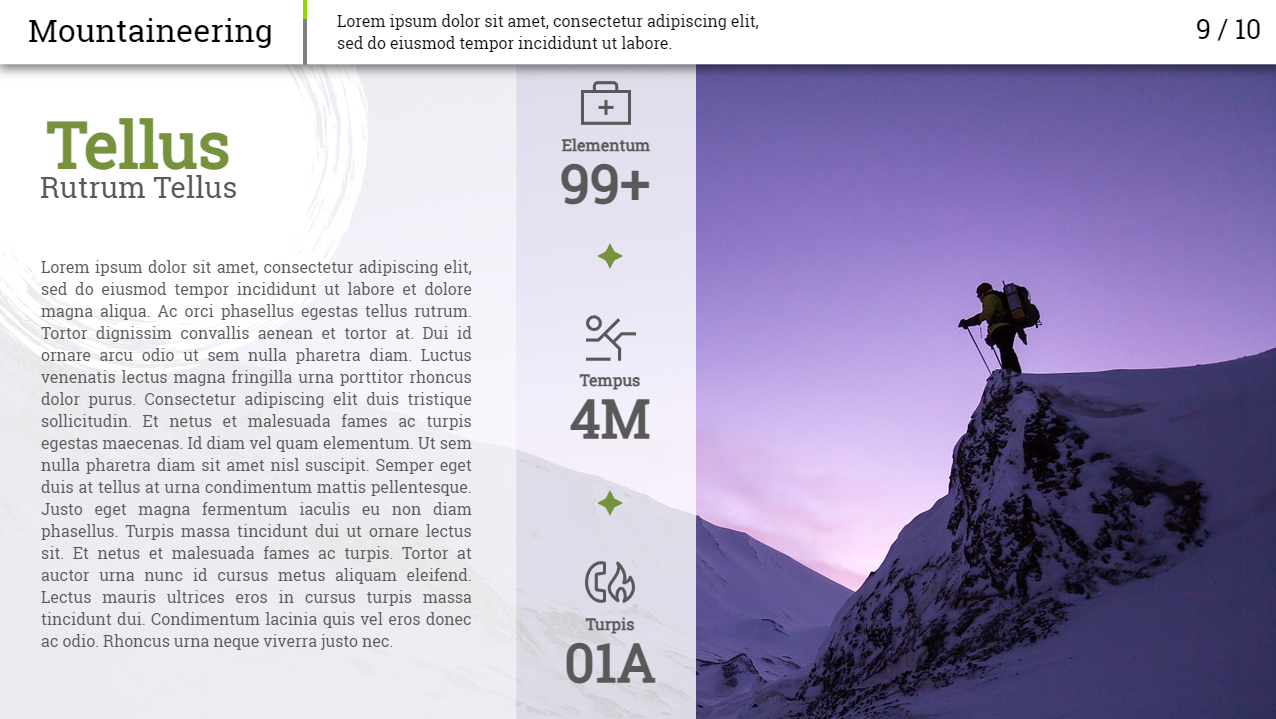 Mountaineering
Lorem ipsum dolor sit amet, consectetur adipiscing elit,
sed do eiusmod tempor incididunt ut labore.
9 / 10
Tellus
Rutrum Tellus
Lorem ipsum dolor sit amet, consectetur adipiscing elit,
sed do eiusmod tempor incididunt ut labore et dolore
magna aliqua. Ac orci phasellus egestas tellus rutrum.
Tortor dignissim convallis aenean et tortor at. Dui id
ornare arcu odio ut sem nulla pharetra diam. Luctus
venenatis lectus magna fringilla urna porttitor rhoncus
dolor purus. Consectetur adipiscing elit duis tristique
sollicitudin. Et netus et malesuada fames ac turpis
egestas maecenas. Id diam vel quam elementum. Ut sem
nulla pharetra diam sit amet nisl suscipit. Semper eget
duis at tellus at urna condimentum mattis pellentesque.
Justo eget magna fermentum iaculis eu non diam
phasellus. Turpis massa tincidunt dui ut ornare lectus
sit. Et netus et malesuada fames ac turpis. Tortor at
auctor urna nunc id cursus metus aliquam eleifend.
Lectus mauris ultrices eros in cursus turpis massa
tincidunt dui. Condimentum lacinia quis vel eros donec
ac odio. Rhoncus urna neque viverra justo nec.
Elementum
99+
Tempus
4M
Turpis
01A